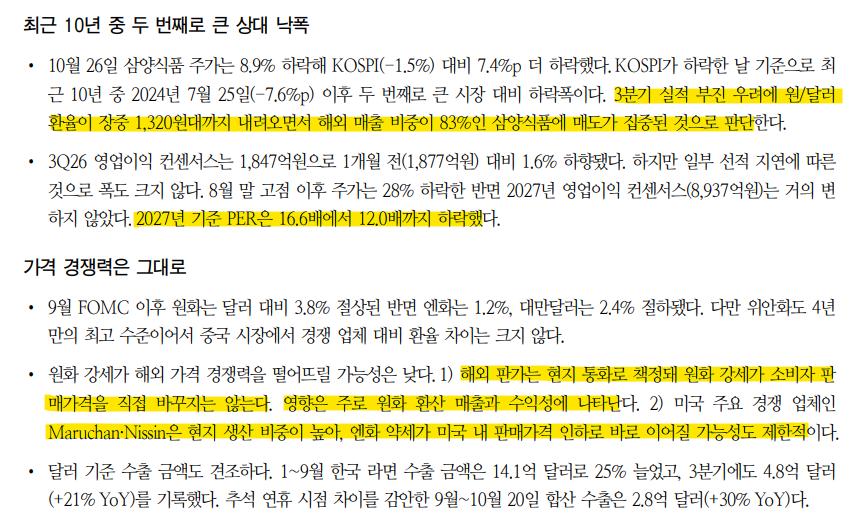 최근 10년 중 두 번째로 큰 상대 낙폭
• 10월 26일 삼양식품 주가는 8.9% 하락해 KOSPI(-1.5%) 대비 7.4%p 더 하락했다. KOSPI가 하락한 날 기준으로 최
근 10년 중 2024년 7월 25일(-7.6%p) 이후 두 번째로 큰 시장 대비 하락폭이다. 3분기 실적 부진 우려에 원/달러
환율이 장중 1,320원대까지 내려오면서 해외 매출 비중이 83%인 삼양식품에 매도가 집중된 것으로 판단한다.
• 3Q26 영업이익 컨센서스는 1,847억원으로 1개월 전(1,877억원) 대비 1.6% 하향됐다. 하지만 일부 선적 지연에 따른
것으로 폭도 크지 않다. 8월 말 고점 이후 주가는 28% 하락한 반면 2027년 영업이익 컨센서스(8,937억원)는 거의 변
하지 않았다. 2027년 기준 PER은 16.6배에서 12.0배까지 하락했다.
가격 경쟁력은 그대로
• 9월 FOMC 이후 원화는 달러 대비 3.8% 절상된 반면 엔화는 1.2%, 대만달러는 2.4% 절하됐다. 다만 위안화도 4년
만의 최고 수준이어서 중국 시장에서 경쟁 업체 대비 환율 차이는 크지 않다.
• 원화 강세가 해외 가격 경쟁력을 떨어뜨릴 가능성은 낮다. 1) 해외 판가는 현지 통화로 책정돼 원화 강세가 소비자 판
매가격을 직접 바꾸지는 않는다. 영향은 주로 원화 환산 매출과 수익성에 나타난다. 2) 미국 주요 경쟁 업체인
Maruchan·Nissin은 현지 생산 비중이 높아, 엔화 약세가 미국 내 판매가격 인하로 바로 이어질 가능성도 제한적이다.
• 달러 기준 수출 금액도 견조하다. 1~9월 한국 라면 수출 금액은 14.1억 달러로 25% 늘었고, 3분기에도 4.8억 달러
(+21% YoY)를 기록했다. 추석 연휴 시점 차이를 감안한 9월~10월 20일 합산 수출은 2.8억 달러(+30% YoY)다.